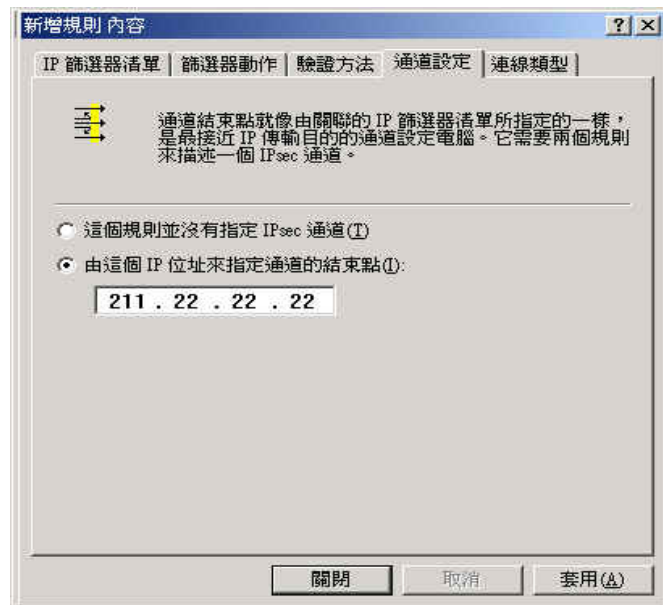 新增規則 內容
IP 篩選器清單 篩選器動作 驗證方法 通道設定 連線類型
通道結束點就像由關聯的 IP 篩選器清單所指定的一樣，
是最接近 IP 傳輸目的的通道設定電腦。它需要兩個規則
來描述一個 IPsec 通道。
這個規則並沒有指定 IPsec 通道(T)
由這個 IP 位址來指定通道的結束點(I):
211 . 22 . 22 . 22
關閉 取消 套用(A)